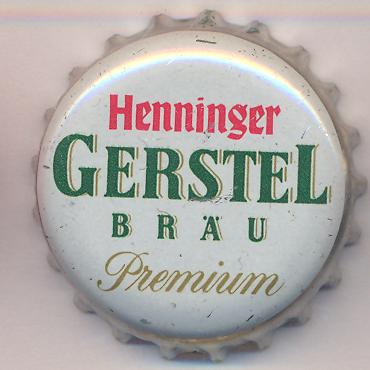 Henninger
GERSTEL
BRÄU
Premium